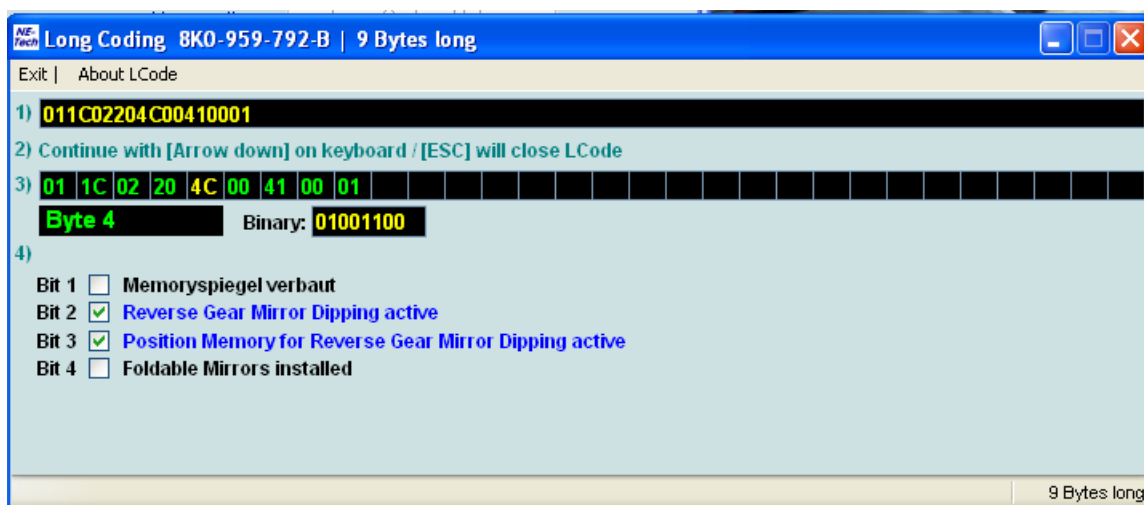 NE-Tech Long Coding 8K0-959-792-B | 9 Bytes long
Exit | About LCode
1) 011C02204C00410001
2) Continue with [Arrow down] on keyboard / [ESC] will close LCode
3) 01 1C 02 20 4C 00 41 00 01
Byte 4 Binary: 01001100
4)
Bit 1 Memoryspiegel verbaut
Bit 2 Reverse Gear Mirror Dipping active
Bit 3 Position Memory for Reverse Gear Mirror Dipping active
Bit 4 Foldable Mirrors installed
9 Bytes long